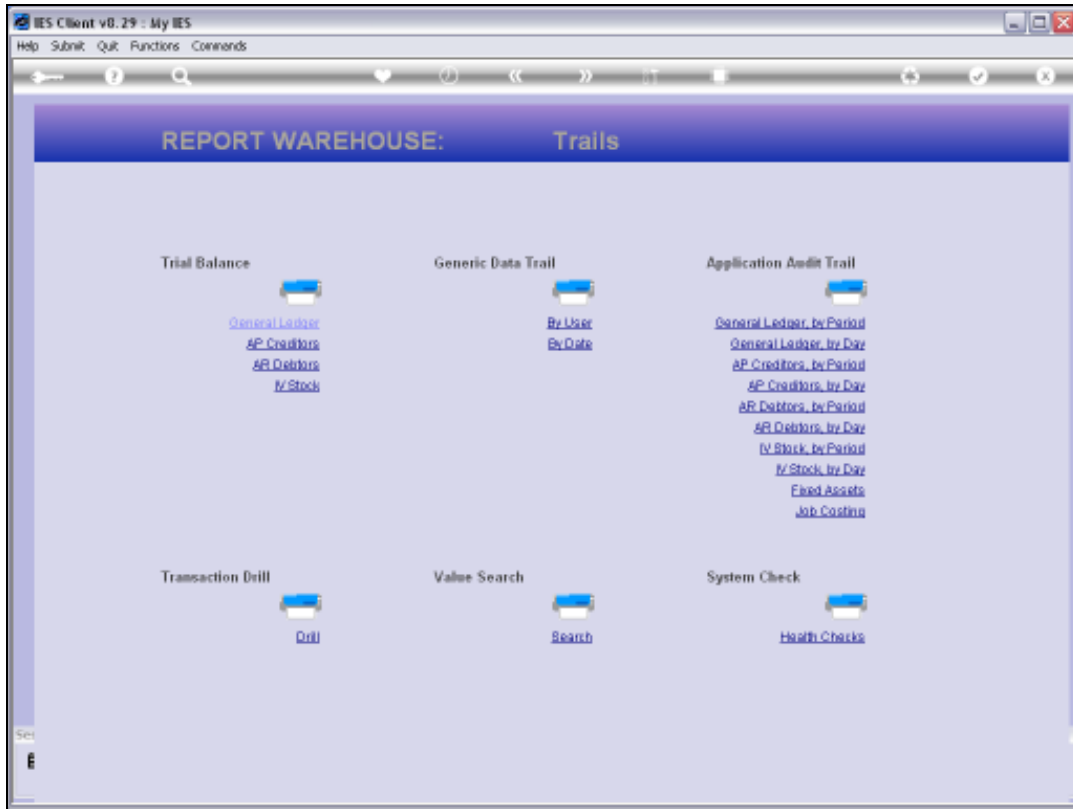 IES Client v8.29 : My IES
Help Submit Quit Functions Commands
REPORT WAREHOUSE: Trails
Trial Balance
General Ledger
AP Creditors
AR Debtors
IV Stock
Generic Data Trail
By User
By Date
Application Audit Trail
General Ledger, by Period
General Ledger, by Day
AP Creditors, by Period
AP Creditors, by Day
AR Debtors, by Period
AR Debtors, by Day
IV Stock, by Period
IV Stock, by Day
Fixed Assets
Job Costing
Transaction Drill
Drill
Value Search
Search
System Check
Health Checks